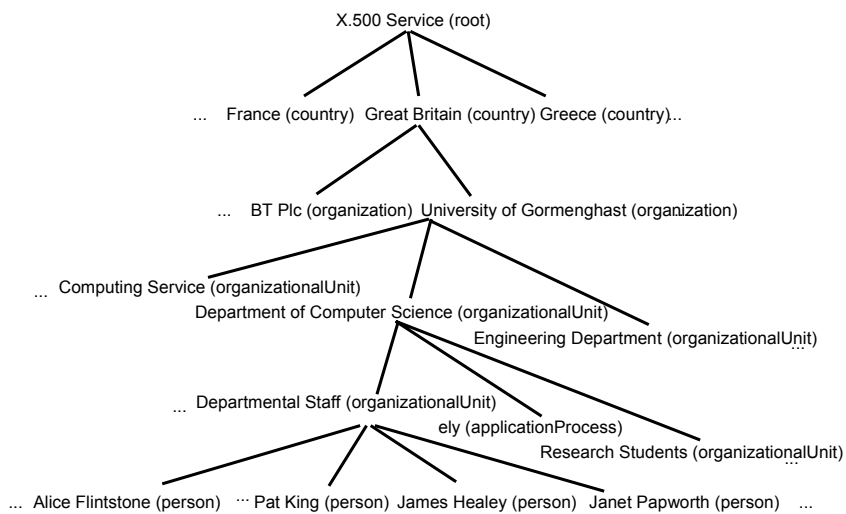 X.500 Service (root)
... France (country) Great Britain (country) Greece (country)...
... BT Plc (organization) University of Gormenghast (organization) ...
... Computing Service (organizationalUnit)
Department of Computer Science (organizationalUnit)
Engineering Department (organizationalUnit)
...
... Departmental Staff (organizationalUnit)
ely (applicationProcess)
Research Students (organizationalUnit)
...
... Alice Flintstone (person) ... Pat King (person) James Healey (person) Janet Papworth (person) ...